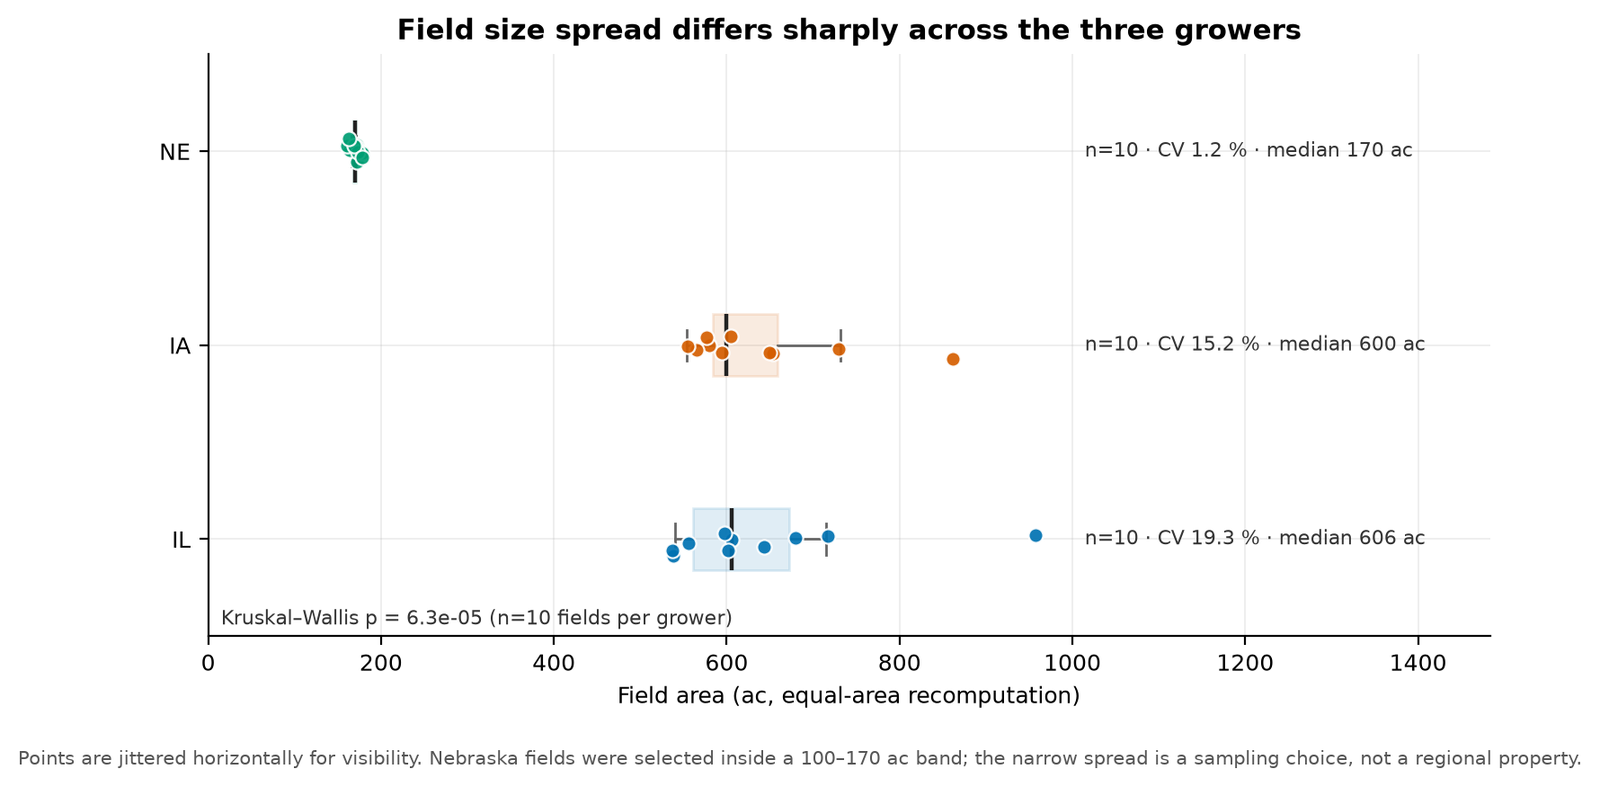 Field size spread differs sharply across the three growers
NE
n=10 · CV 1.2 % · median 170 ac
IA
n=10 · CV 15.2 % · median 600 ac
IL
n=10 · CV 19.3 % · median 606 ac
Kruskal–Wallis p = 6.3e-05 (n=10 fields per grower)
0 200 400 600 800 1000 1200 1400
Field area (ac, equal-area recomputation)
Points are jittered horizontally for visibility. Nebraska fields were selected inside a 100–170 ac band; the narrow spread is a sampling choice, not a regional property.